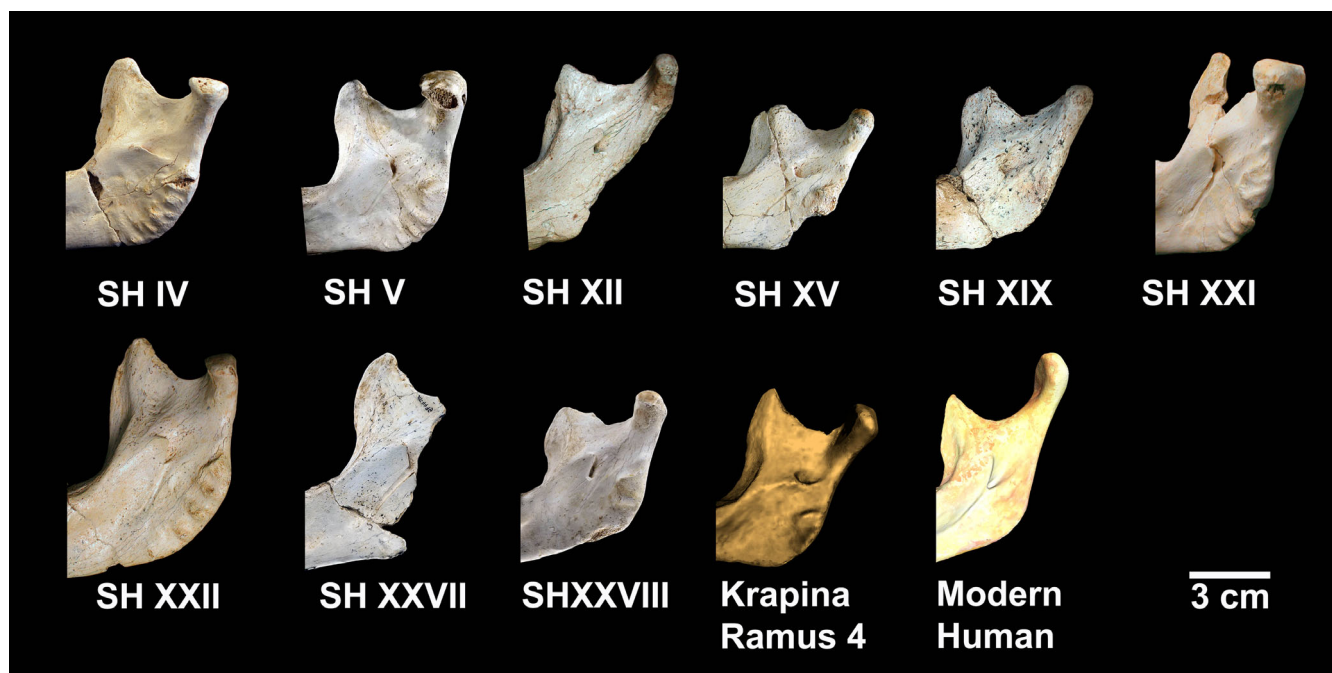 SH IV
SH V
SH XII
SH XV
SH XIX
SH XXI
SH XXII
SH XXVII
SHXXVIII
Krapina
Ramus 4
Modern
Human
3 cm